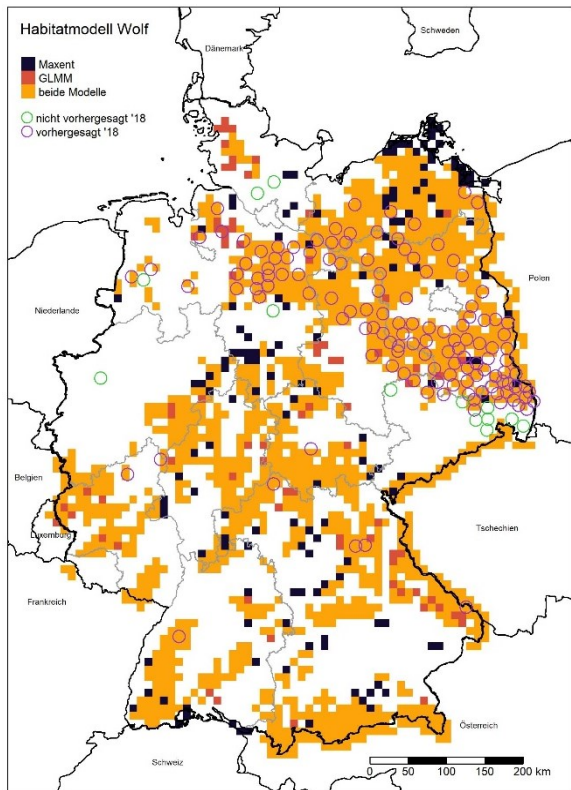 Habitatmodell Wolf
Maxent
GLMM
beide Modelle
nicht vorhergesagt '18
vorhergesagt '18
Dänemark
Schweden
Niederlande
Polen
Belgien
Luxemburg
Tschechien
Frankreich
Österreich
Schweiz
0 50 100 150 200 km